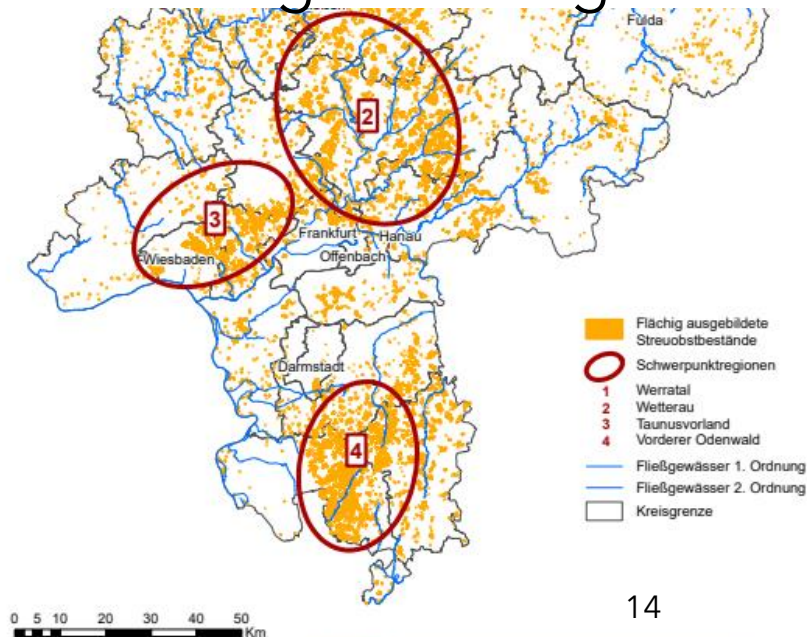 Fulda
2
3
Frankfurt
Hanau
Wiesbaden
Offenbach
Darmstadt
4
Flächig ausgebildete
Streuobstbestände
Schwerpunktregionen
1 Werratal
2 Wetterau
3 Taunusvorland
4 Vorderer Odenwald
Fließgewässer 1. Ordnung
Fließgewässer 2. Ordnung
Kreisgrenze
14
0 5 10 20 30 40 50
Km